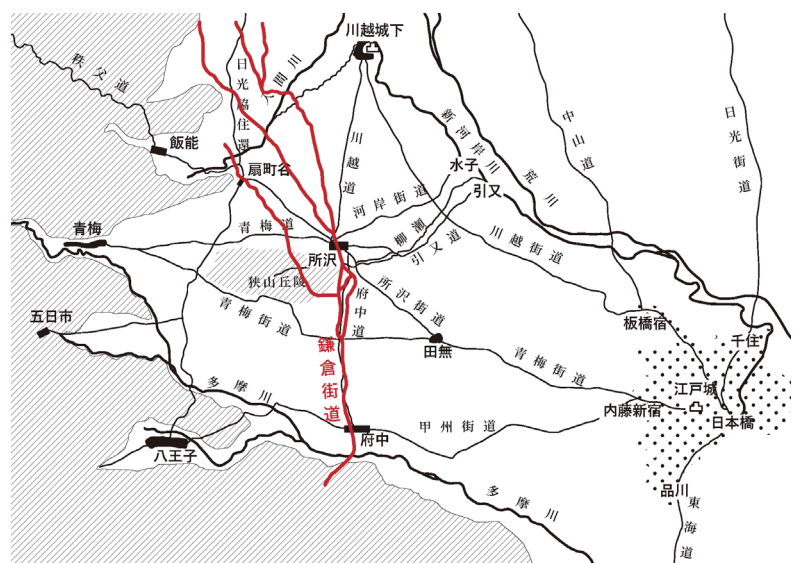 川越城下
秩父道
日光脇往還
入間川
新河岸川
荒川
中山道
日光街道
飯能
扇町谷
川越道
水子
引又
河岸街道
青梅
青梅道
柳瀬
引又道
川越街道
所沢
狭山丘陵
所沢街道
五日市
青梅街道
府中道
田無
板橋宿
千住
鎌倉街道
青梅街道
江戸城
多摩川
内藤新宿
日本橋
府中
甲州街道
八王子
多摩川
品川
東海道